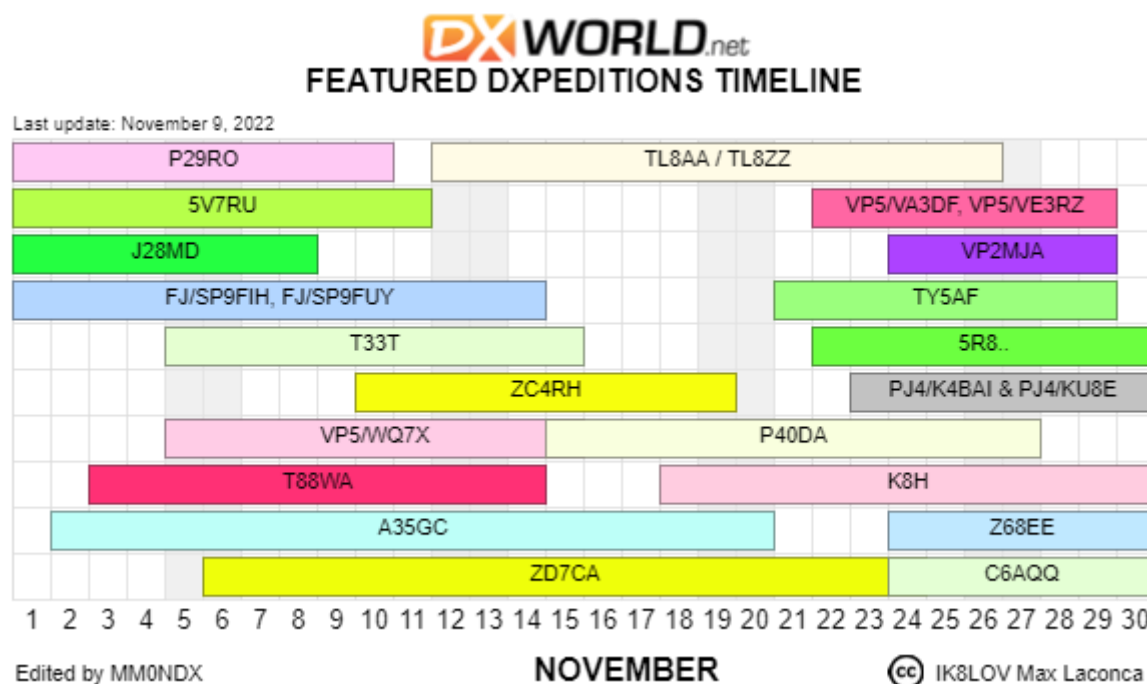 DX WORLD.net
FEATURED DXPEDITIONS TIMELINE
Last update: November 9, 2022
P29RO TL8AA / TL8ZZ
5V7RU VP5/VA3DF, VP5/VE3RZ
J28MD VP2MJA
FJ/SP9FIH, FJ/SP9FUY TY5AF
T33T 5R8..
ZC4RH PJ4/K4BAI & PJ4/KU8E
VP5/WQ7X P40DA
T88WA K8H
A35GC Z68EE
ZD7CA C6AQQ
1 2 3 4 5 6 7 8 9 10 11 12 13 14 15 16 17 18 19 20 21 22 23 24 25 26 27 28 29 30
Edited by MM0NDX NOVEMBER cc IK8LOV Max Laconca